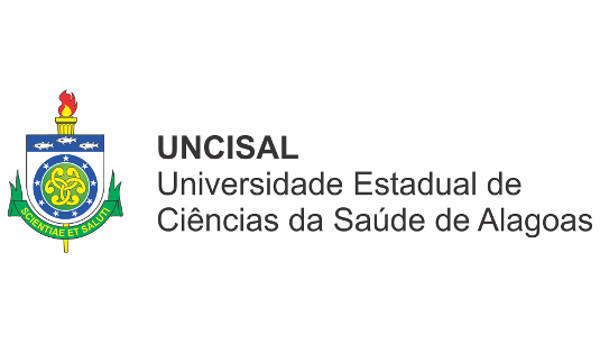 UNCISAL
Universidade Estadual de
Ciências da Saúde de Alagoas
SCIENTIAE ET SALUTI